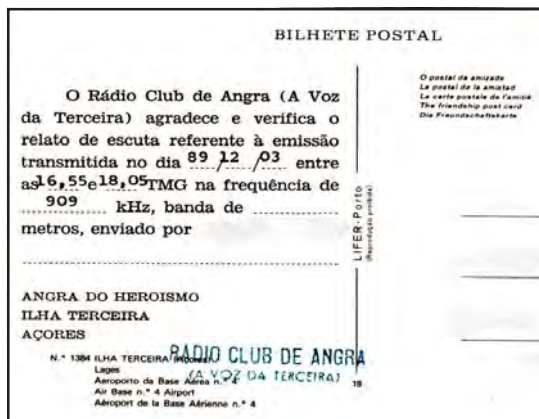 BILHETE POSTAL
O postal da amizade
La postal de la amistad
La carte postale de l'amitié
The friendship post card
Die Freundschaftskarte
O Rádio Club de Angra (A Voz
da Terceira) agradece e verifica o
relato de escuta referente à emissão
transmitida no dia 89/12/03 entre
as 16,55 e 18,05 TMG na frequência de
909 kHz, banda de
metros, enviado por
LIFER-Porto
(Reprodução proibida)
ANGRA DO HEROISMO
ILHA TERCEIRA
AÇORES
RADIO CLUB DE ANGRA
(A VOZ DA TERCEIRA)
N.º 1384 ILHA TERCEIRA (Açores)
Lages
Aeroporto da Base Aérea n.º 4
Air Base n.º 4 Airport
Aéroport de la Base Aérienne n.º 4
18